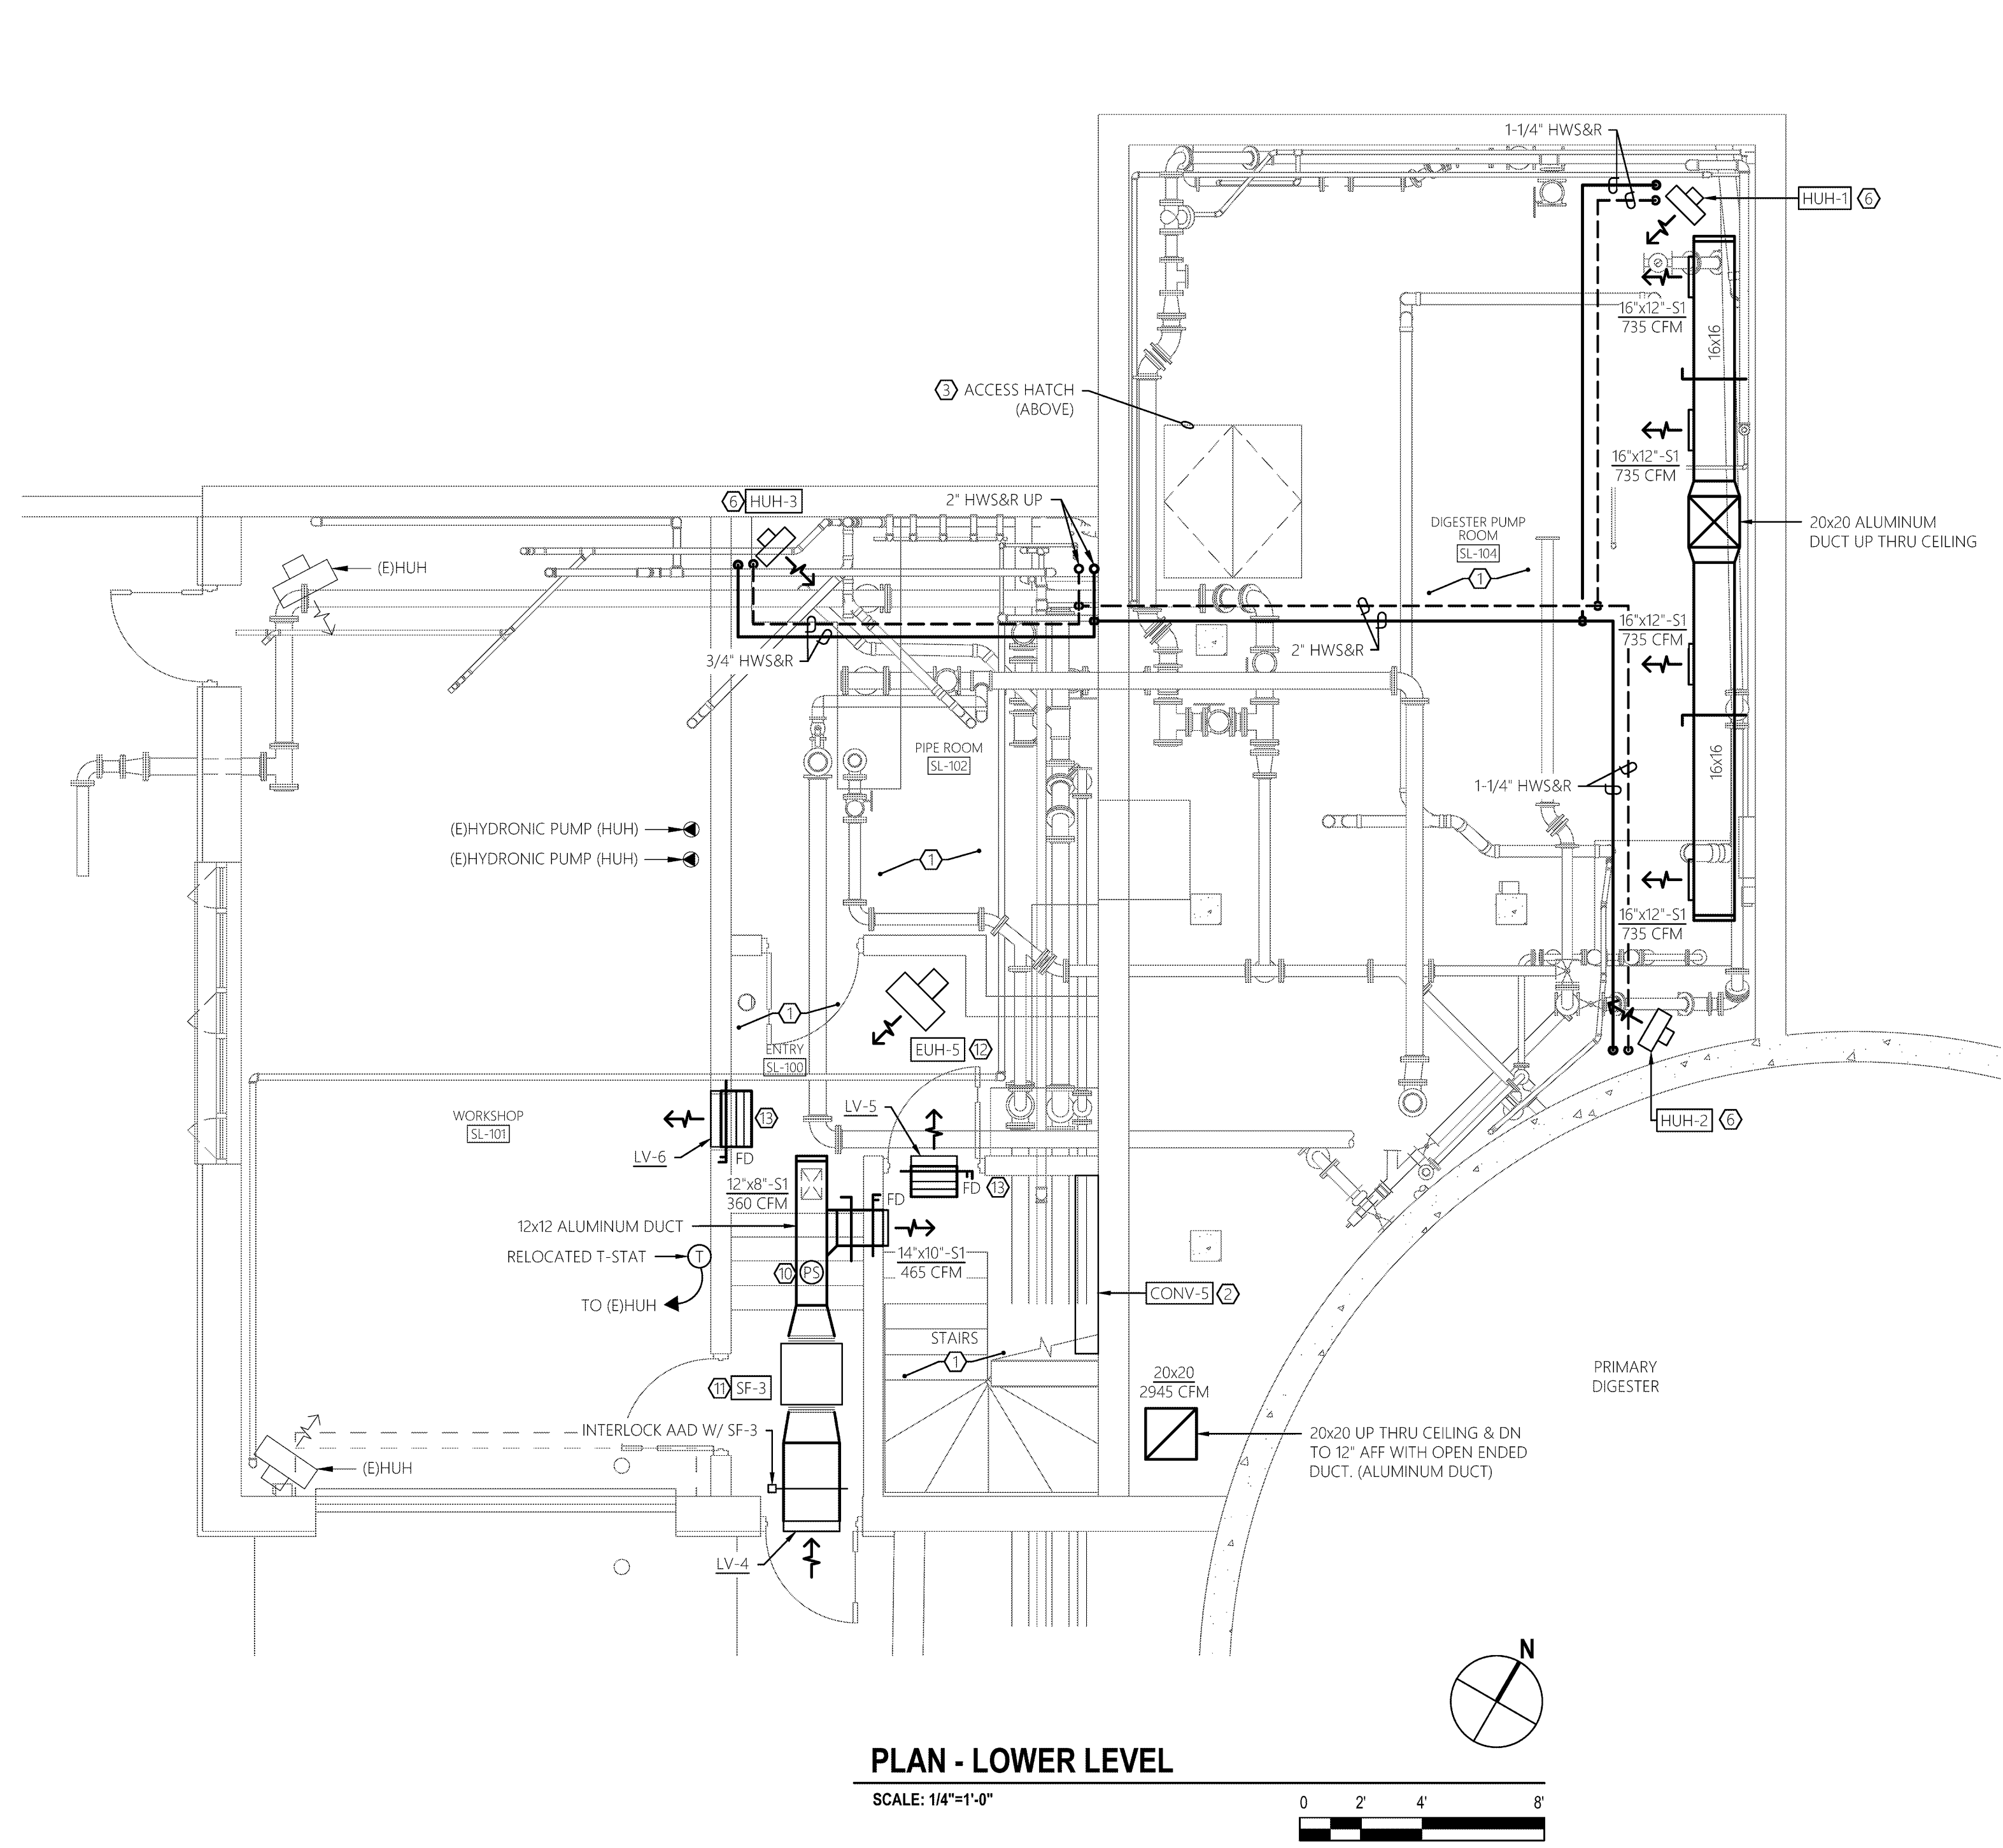 1-1/4" HWS&R
HUH-1 6
16"x12"-S1
735 CFM
16x16
3 ACCESS HATCH
(ABOVE)
16"x12"-S1
735 CFM
6 HUH-3
2" HWS&R UP
DIGESTER PUMP
ROOM
SL-104
1
20x20 ALUMINUM
DUCT UP THRU CEILING
(E)HUH
3/4" HWS&R
2" HWS&R
16"x12"-S1
735 CFM
PIPE ROOM
SL-102
16x16
1-1/4" HWS&R
(E)HYDRONIC PUMP (HUH)
(E)HYDRONIC PUMP (HUH)
1
16"x12"-S1
735 CFM
1
ENTRY
SL-100
EUH-5 12
WORKSHOP
SL-101
LV-5
13
HUH-2 6
LV-6
FD
12"x8"-S1
360 CFM
FD
FD 13
12x12 ALUMINUM DUCT
RELOCATED T-STAT
T
14"x10"-S1
465 CFM
10 PS
TO (E)HUH
CONV-5 2
STAIRS
1
11 SF-3
20x20
2945 CFM
PRIMARY
DIGESTER
INTERLOCK AAD W/ SF-3
20x20 UP THRU CEILING & DN
TO 12" AFF WITH OPEN ENDED
DUCT. (ALUMINUM DUCT)
(E)HUH
LV-4
N
PLAN - LOWER LEVEL
SCALE: 1/4"=1'-0"
0 2' 4' 8'